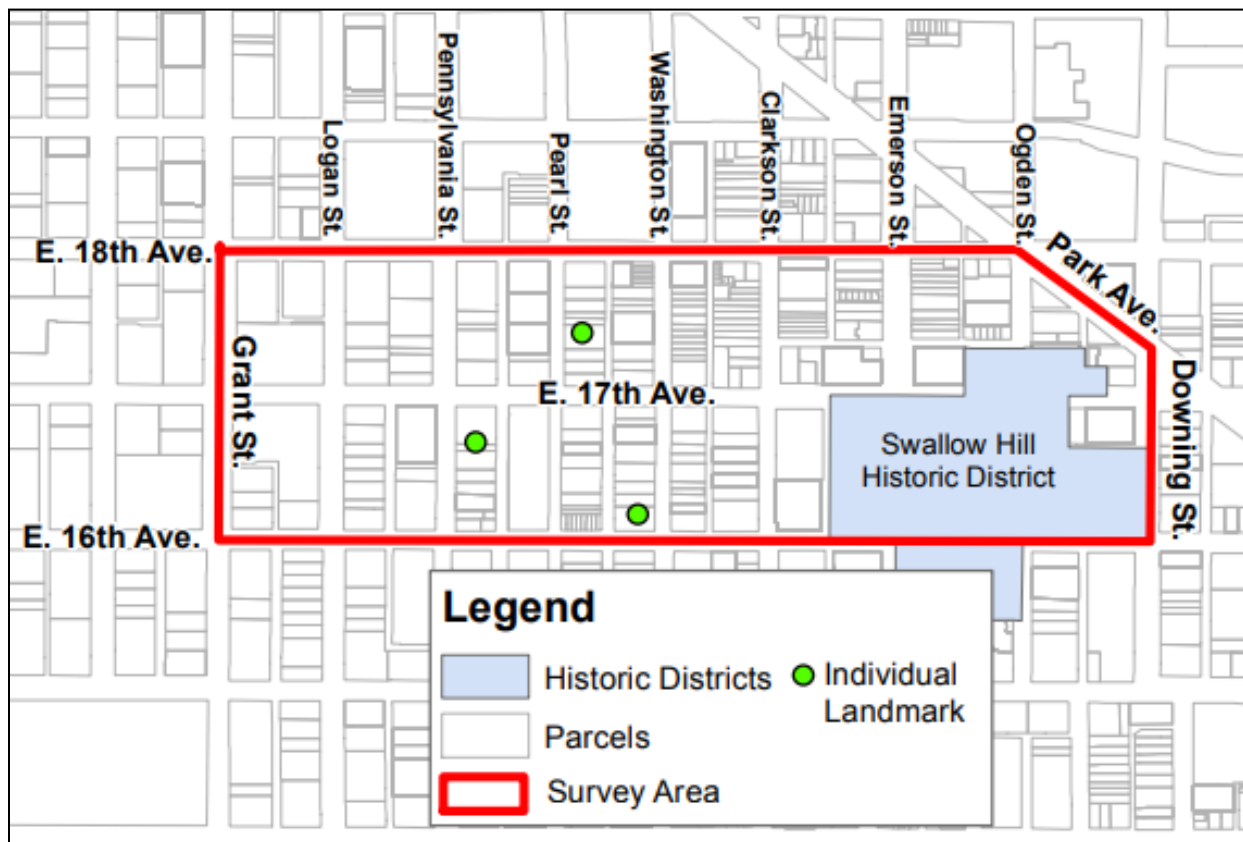 Logan St.
Pennsylvania St.
Pearl St.
Washington St.
Clarkson St.
Emerson St.
Ogden St.
Park Ave.
E. 18th Ave.
Grant St.
E. 17th Ave.
Downing St.
Swallow Hill
Historic District
E. 16th Ave.
Legend
Historic Districts
Individual
Landmark
Parcels
Survey Area